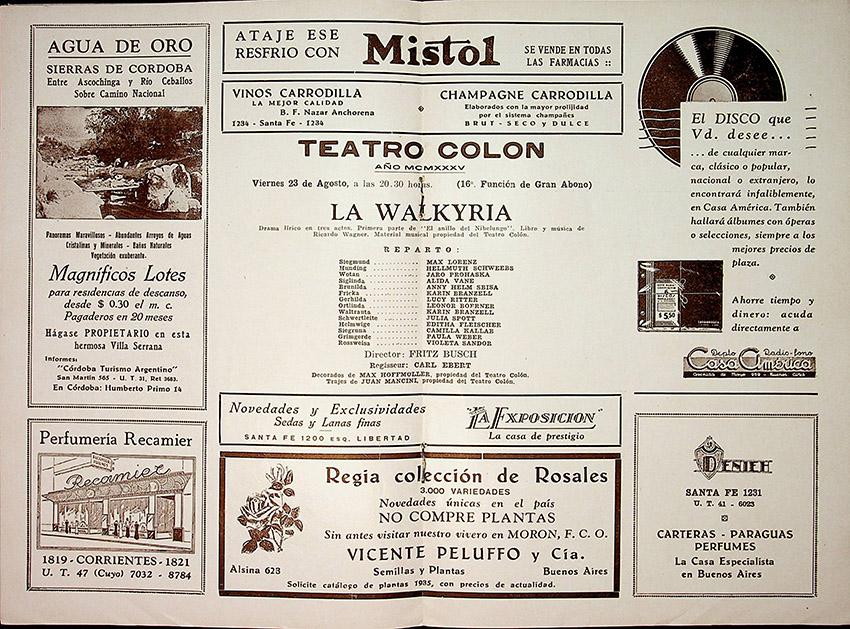 AGUA DE ORO
SIERRAS DE CORDOBA
Entre Ascochinga y Río Ceballos
Sobre Camino Nacional
Panoramas Maravillosos - Abundantes Arroyos de Aguas
Cristalinas y Minerales - Baños Naturales
Vegetación exuberante.
Magníficos Lotes
para residencias de descanso,
desde $ 0.30 el m. c.
Pagaderos en 20 meses
Hágase PROPIETARIO en esta
hermosa Villa Serrana
Informes:
"Córdoba Turismo Argentino"
San Martín 565 - U. T. 31, Ret 3683.
En Córdoba: Humberto Primo 14
Perfumería Recamier
Recamier
1819 - CORRIENTES - 1821
U. T. 47 (Cuyo) 7032 - 8784
ATAJE ESE
RESFRIO CON
Mistol
SE VENDE EN TODAS
LAS FARMACIAS ::
VINOS CARRODILLA
LA MEJOR CALIDAD
B. F. Nazar Anchorena
1234 - Santa Fe - 1234
CHAMPAGNE CARRODILLA
Elaborados con la mayor prolijidad
por el sistema champañes
BRUT - SECO y DULCE
TEATRO COLON
AÑO MCMXXXV
Viernes 23 de Agosto, a las 20.30 horas. (16ª. Función de Gran Abono)
LA WALKYRIA
Drama lírico en tres actos. Primera parte de "El anillo del Nibelungo". Libro y música de
Ricardo Wagner. Material musical propiedad del Teatro Colón.
REPARTO:
Siegmund .......... MAX LORENZ
Hunding .......... HELLMUTH SCHWEEBS
Wotan .......... JARO PROHASKA
Siglinda .......... ALIDA VANE
Brunilda .......... ANNY HELM SBISA
Fricka .......... KARIN BRANZELL
Gerhilda .......... LUCY RITTER
Ortlinda .......... LEONOR BOERNER
Waltrauta .......... KARIN BRANZELL
Schwertleite .......... JULIA SPOTT
Helmwige .......... EDITHA FLEISCHER
Siegruna .......... CAMILLA KALLAB
Grimgerde .......... PAULA WEBER
Rossweisa .......... VIOLETA SANDOR
Director: FRITZ BUSCH
Regisseur: CARL EBERT
Decorados de MAX HOFFMOLLER, propiedad del Teatro Colón.
Trajes de JUAN MANCINI, propiedad del Teatro Colón.
Novedades y Exclusividades
Sedas y Lanas finas
SANTA FE 1200 ESQ. LIBERTAD
"LA EXPOSICION"
La casa de prestigio
Regia colección de Rosales
3.000 VARIEDADES
Novedades únicas en el país
NO COMPRE PLANTAS
Sin antes visitar nuestro vivero en MORON, F. C. O.
VICENTE PELUFFO y Cía.
Alsina 623 Semillas y Plantas Buenos Aires
Solicite catálogo de plantas 1935, con precios de actualidad.
El DISCO que
Vd. desee...
... de cualquier mar-
ca, clásico o popular,
nacional o extranjero, lo
encontrará infaliblemente,
en Casa América. También
hallará álbumes con óperas
o selecciones, siempre a los
mejores precios de
plaza.
$ 5.50
Ahorre tiempo y
dinero: acuda
directamente a
Depto Radio-fono
Casa América
SANTA FE 1231
U. T. 41 - 6023
CARTERAS - PARAGUAS
PERFUMES
La Casa Especialista
en Buenos Aires